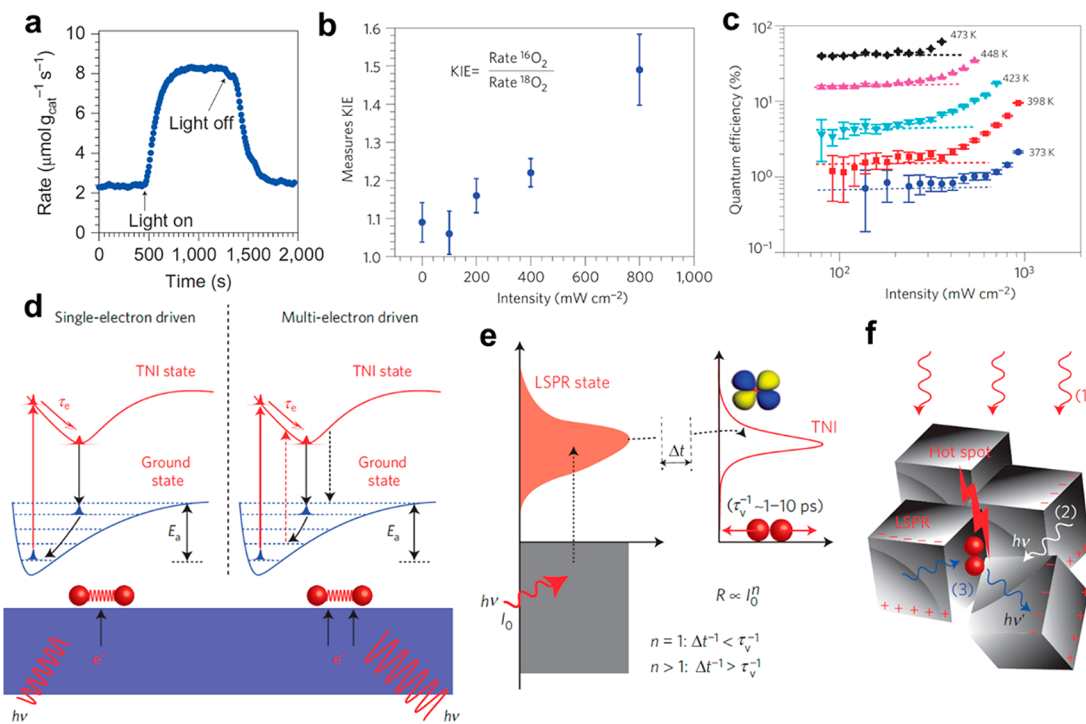 a
Rate (μmol gcat⁻¹ s⁻¹)
10
8
6
4
2
0
Light off
Light on
0 500 1,000 1,500 2,000
Time (s)
b
Measures KIE
1.6
1.5
1.4
1.3
1.2
1.1
1.0
KIE= Rate ¹⁶O₂
Rate ¹⁸O₂
0 200 400 600 800 1,000
Intensity (mW cm⁻²)
c
Quantum efficiency (%)
10²
10¹
10⁰
10⁻¹
473 K
448 K
423 K
398 K
373 K
10² 10³
Intensity (mW cm⁻²)
d
Single-electron driven
TNI state
τe
Ground
state
Ea
e⁻
hν
Multi-electron driven
TNI state
τe
Ground
state
Ea
e⁻
hν
e
LSPR state
hν
I₀
Δt
TNI
(τᵥ⁻¹ ~1–10 ps)
R ∝ I₀ⁿ
n = 1: Δt⁻¹ < τᵥ⁻¹
n > 1: Δt⁻¹ > τᵥ⁻¹
f
(1
Hot spot
LSPR
(2)
hν
(3)
hν'